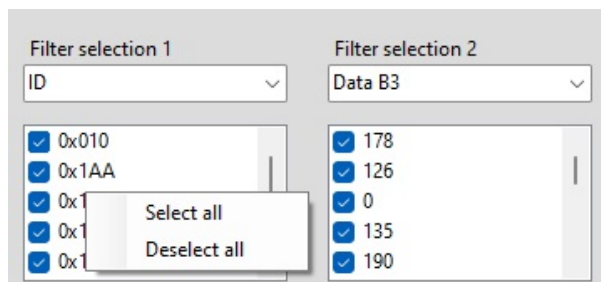 Filter selection 1
ID
0x010
0x1AA
Select all
Deselect all
Filter selection 2
Data B3
178
126
0
135
190